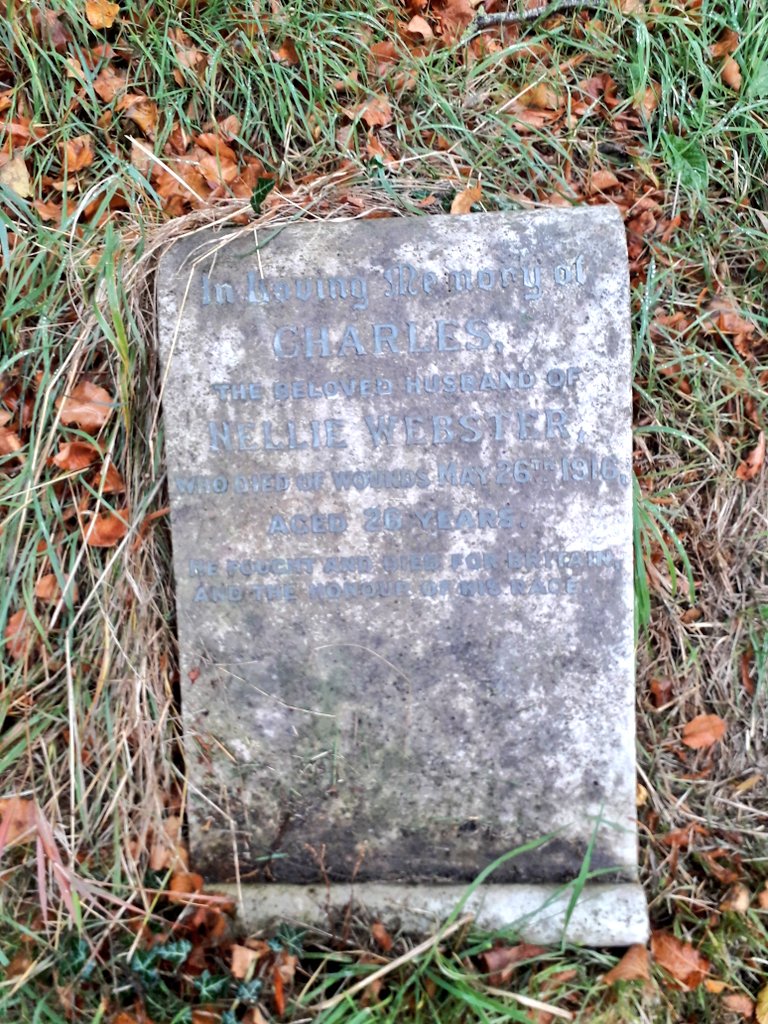 In Loving Memory of
CHARLES,
THE BELOVED HUSBAND OF
NELLIE WEBSTER,
WHO DIED OF WOUNDS MAY 26TH 1916,
AGED 26 YEARS.
HE FOUGHT AND DIED FOR BRITAIN,
AND THE HONOUR OF HIS RACE.